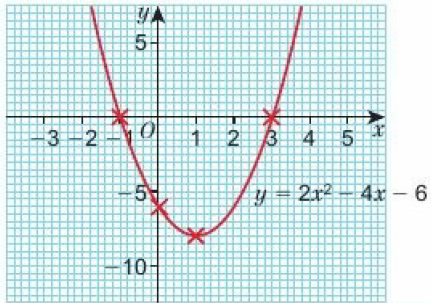 y
5
-3 -2 -1 O 1 2 3 4 5 x
-5
y = 2x² - 4x - 6
-10